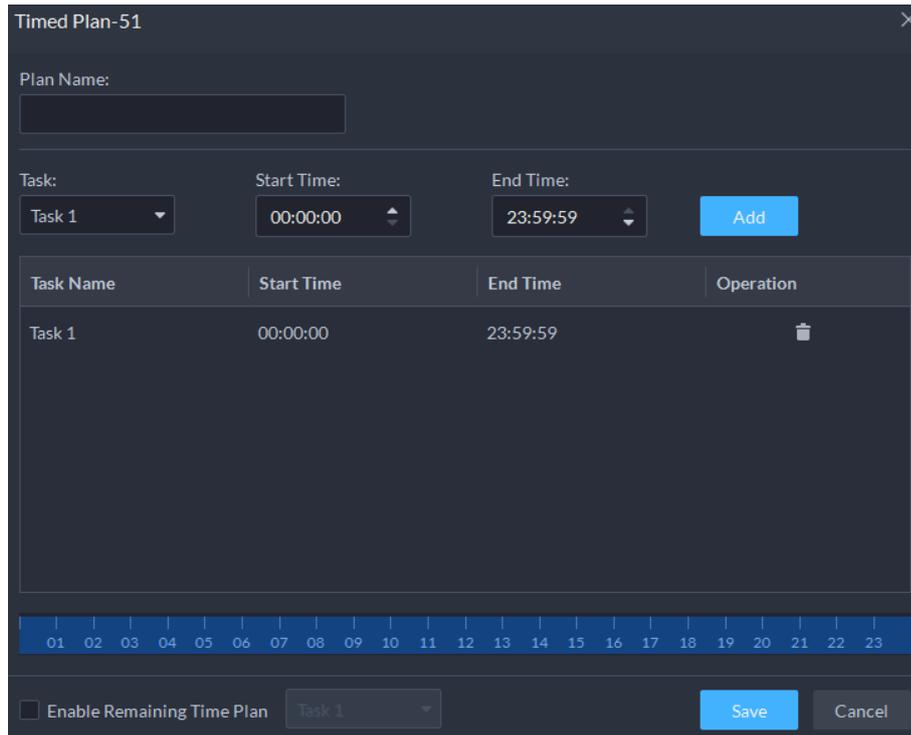 Timed Plan-51
Plan Name:
Task: Start Time: End Time:
Task 1 00:00:00 23:59:59 Add
Task Name Start Time End Time Operation
Task 1 00:00:00 23:59:59
01 02 03 04 05 06 07 08 09 10 11 12 13 14 15 16 17 18 19 20 21 22 23
Enable Remaining Time Plan Task 1 Save Cancel